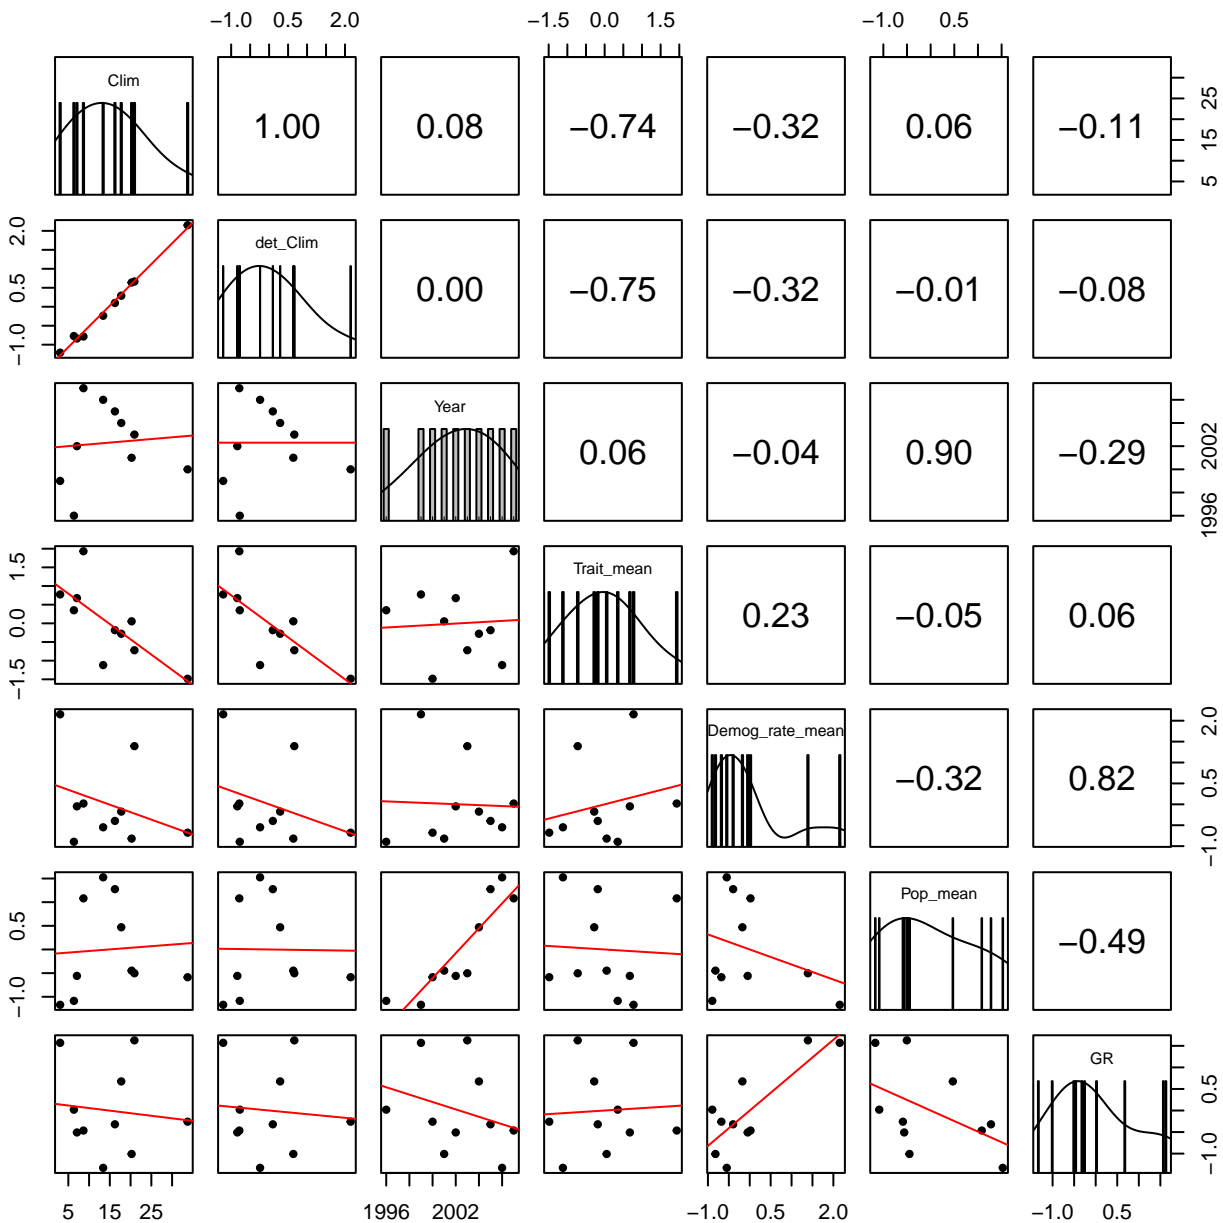 −1.0 0.5 2.0 −1.5 0.0 1.5 −1.0 0.5
Clim 1.00 0.08 −0.74 −0.32 0.06 −0.11 5 15 25
−1.0 0.5 2.0 det_Clim 0.00 −0.75 −0.32 −0.01 −0.08
Year 0.06 −0.04 0.90 −0.29 1996 2002
−1.5 0.0 1.5 Trait_mean 0.23 −0.05 0.06
Demog_rate_mean −0.32 0.82 −1.0 0.5 2.0
−1.0 0.5 Pop_mean −0.49
GR −1.0 0.5
5 15 25 1996 2002 −1.0 0.5 2.0 −1.0 0.5